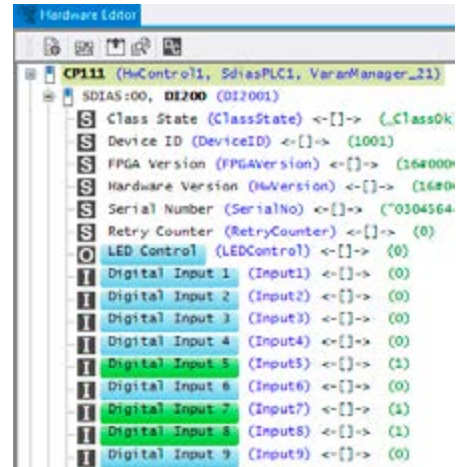 Hardware Editor
CP111 (HwControl1, SdiasPLC1, VaranManager_21)
SDIAS:00, DI200 (DI2001)
S Class State (ClassState) <-[]-> (_ClassOk
S Device ID (DeviceID) <-[]-> (1001)
S FPGA Version (FPGAVersion) <-[]-> (16#000
S Hardware Version (HwVersion) <-[]-> (16#0
S Serial Number (SerialNo) <-[]-> ("0304564
S Retry Counter (RetryCounter) <-[]-> (0)
O LED Control (LEDControl) <-[]-> (0)
I Digital Input 1 (Input1) <-[]-> (0)
I Digital Input 2 (Input2) <-[]-> (0)
I Digital Input 3 (Input3) <-[]-> (0)
I Digital Input 4 (Input4) <-[]-> (0)
I Digital Input 5 (Input5) <-[]-> (1)
I Digital Input 6 (Input6) <-[]-> (0)
I Digital Input 7 (Input7) <-[]-> (1)
I Digital Input 8 (Input8) <-[]-> (1)
I Digital Input 9 (Input9) <-[]-> (0)